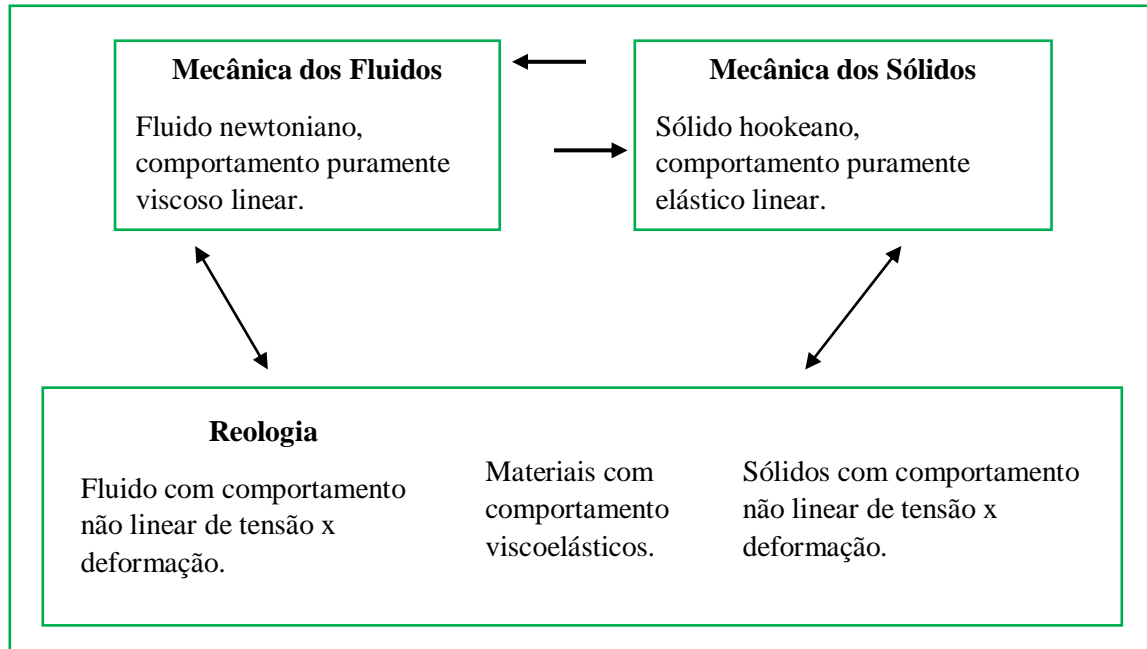 Mecânica dos Fluidos
Fluido newtoniano,
comportamento puramente
viscoso linear.
Mecânica dos Sólidos
Sólido hookeano,
comportamento puramente
elástico linear.
Reologia
Fluido com comportamento
não linear de tensão x
deformação.
Materiais com
comportamento
viscoelásticos.
Sólidos com comportamento
não linear de tensão x
deformação.